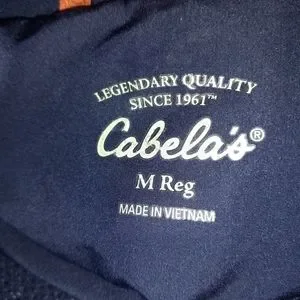 LEGENDARY QUALITY
SINCE 1961™
Cabela's®
M Reg
MADE IN VIETNAM